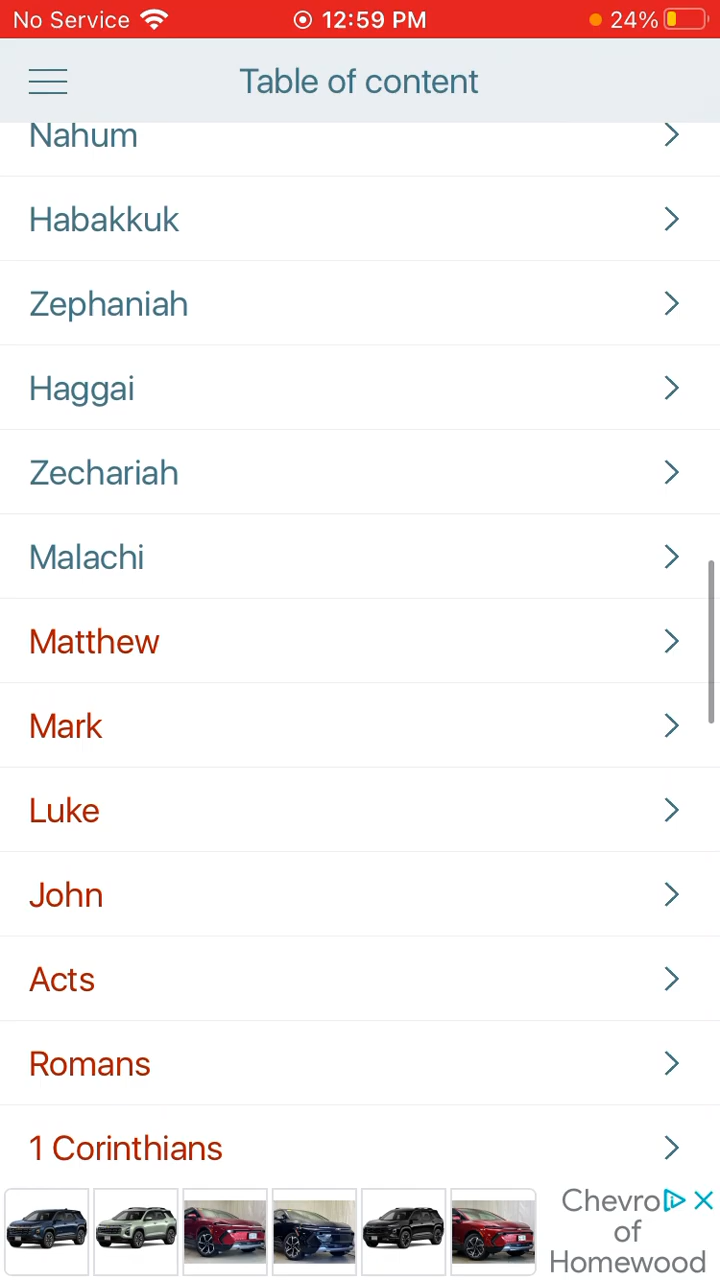 No Service 12:59 PM 24%
Table of content
Nahum
Habakkuk
Zephaniah
Haggai
Zechariah
Malachi
Matthew
Mark
Luke
John
Acts
Romans
1 Corinthians
Chevro
of
Homewood